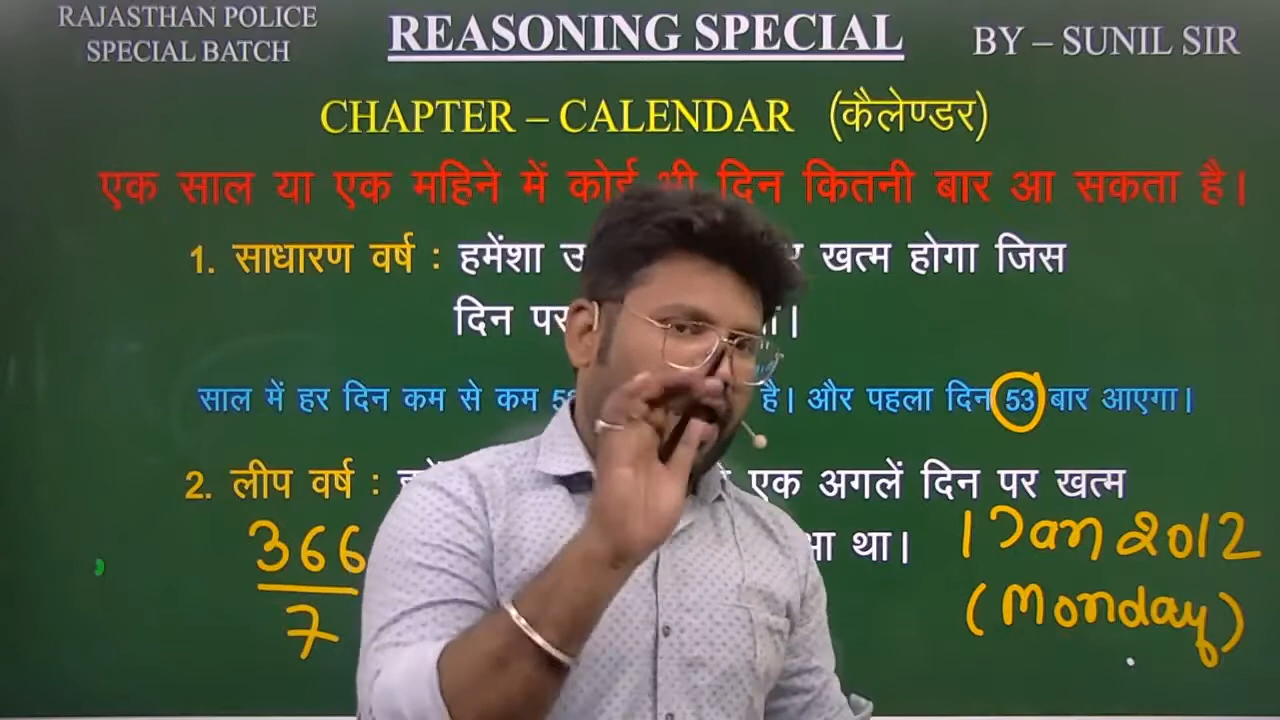 RAJASTHAN POLICE
SPECIAL BATCH
REASONING SPECIAL
BY – SUNIL SIR
CHAPTER – CALENDAR (कैलेण्डर)
एक साल या एक महिने में कोई भी दिन कितनी बार आ सकता है।
1. साधारण वर्ष : हमेंशा खत्म होगा जिस
दिन पर
साल में हर दिन कम से कम है। और पहला दिन 53 बार आएगा।
2. लीप वर्ष : एक अगलें दिन पर खत्म
था।
366
7
1 Jan 2012
(Monday)